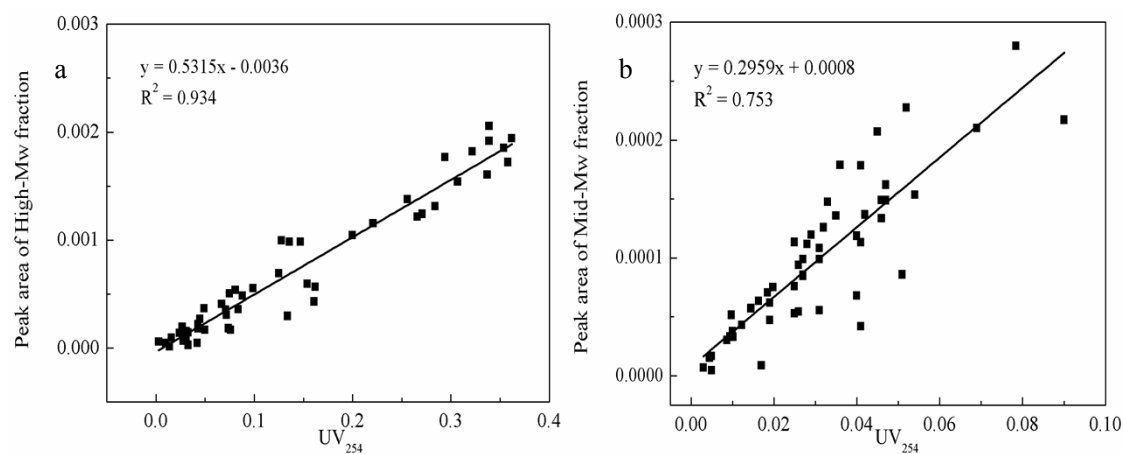 a
y = 0.5315x - 0.0036
R² = 0.934
Peak area of High-Mw fraction
0.003
0.002
0.001
0.000
0.0 0.1 0.2 0.3 0.4
UV₂₅₄
b
y = 0.2959x + 0.0008
R² = 0.753
Peak area of Mid-Mw fraction
0.0003
0.0002
0.0001
0.0000
0.00 0.02 0.04 0.06 0.08 0.10
UV₂₅₄